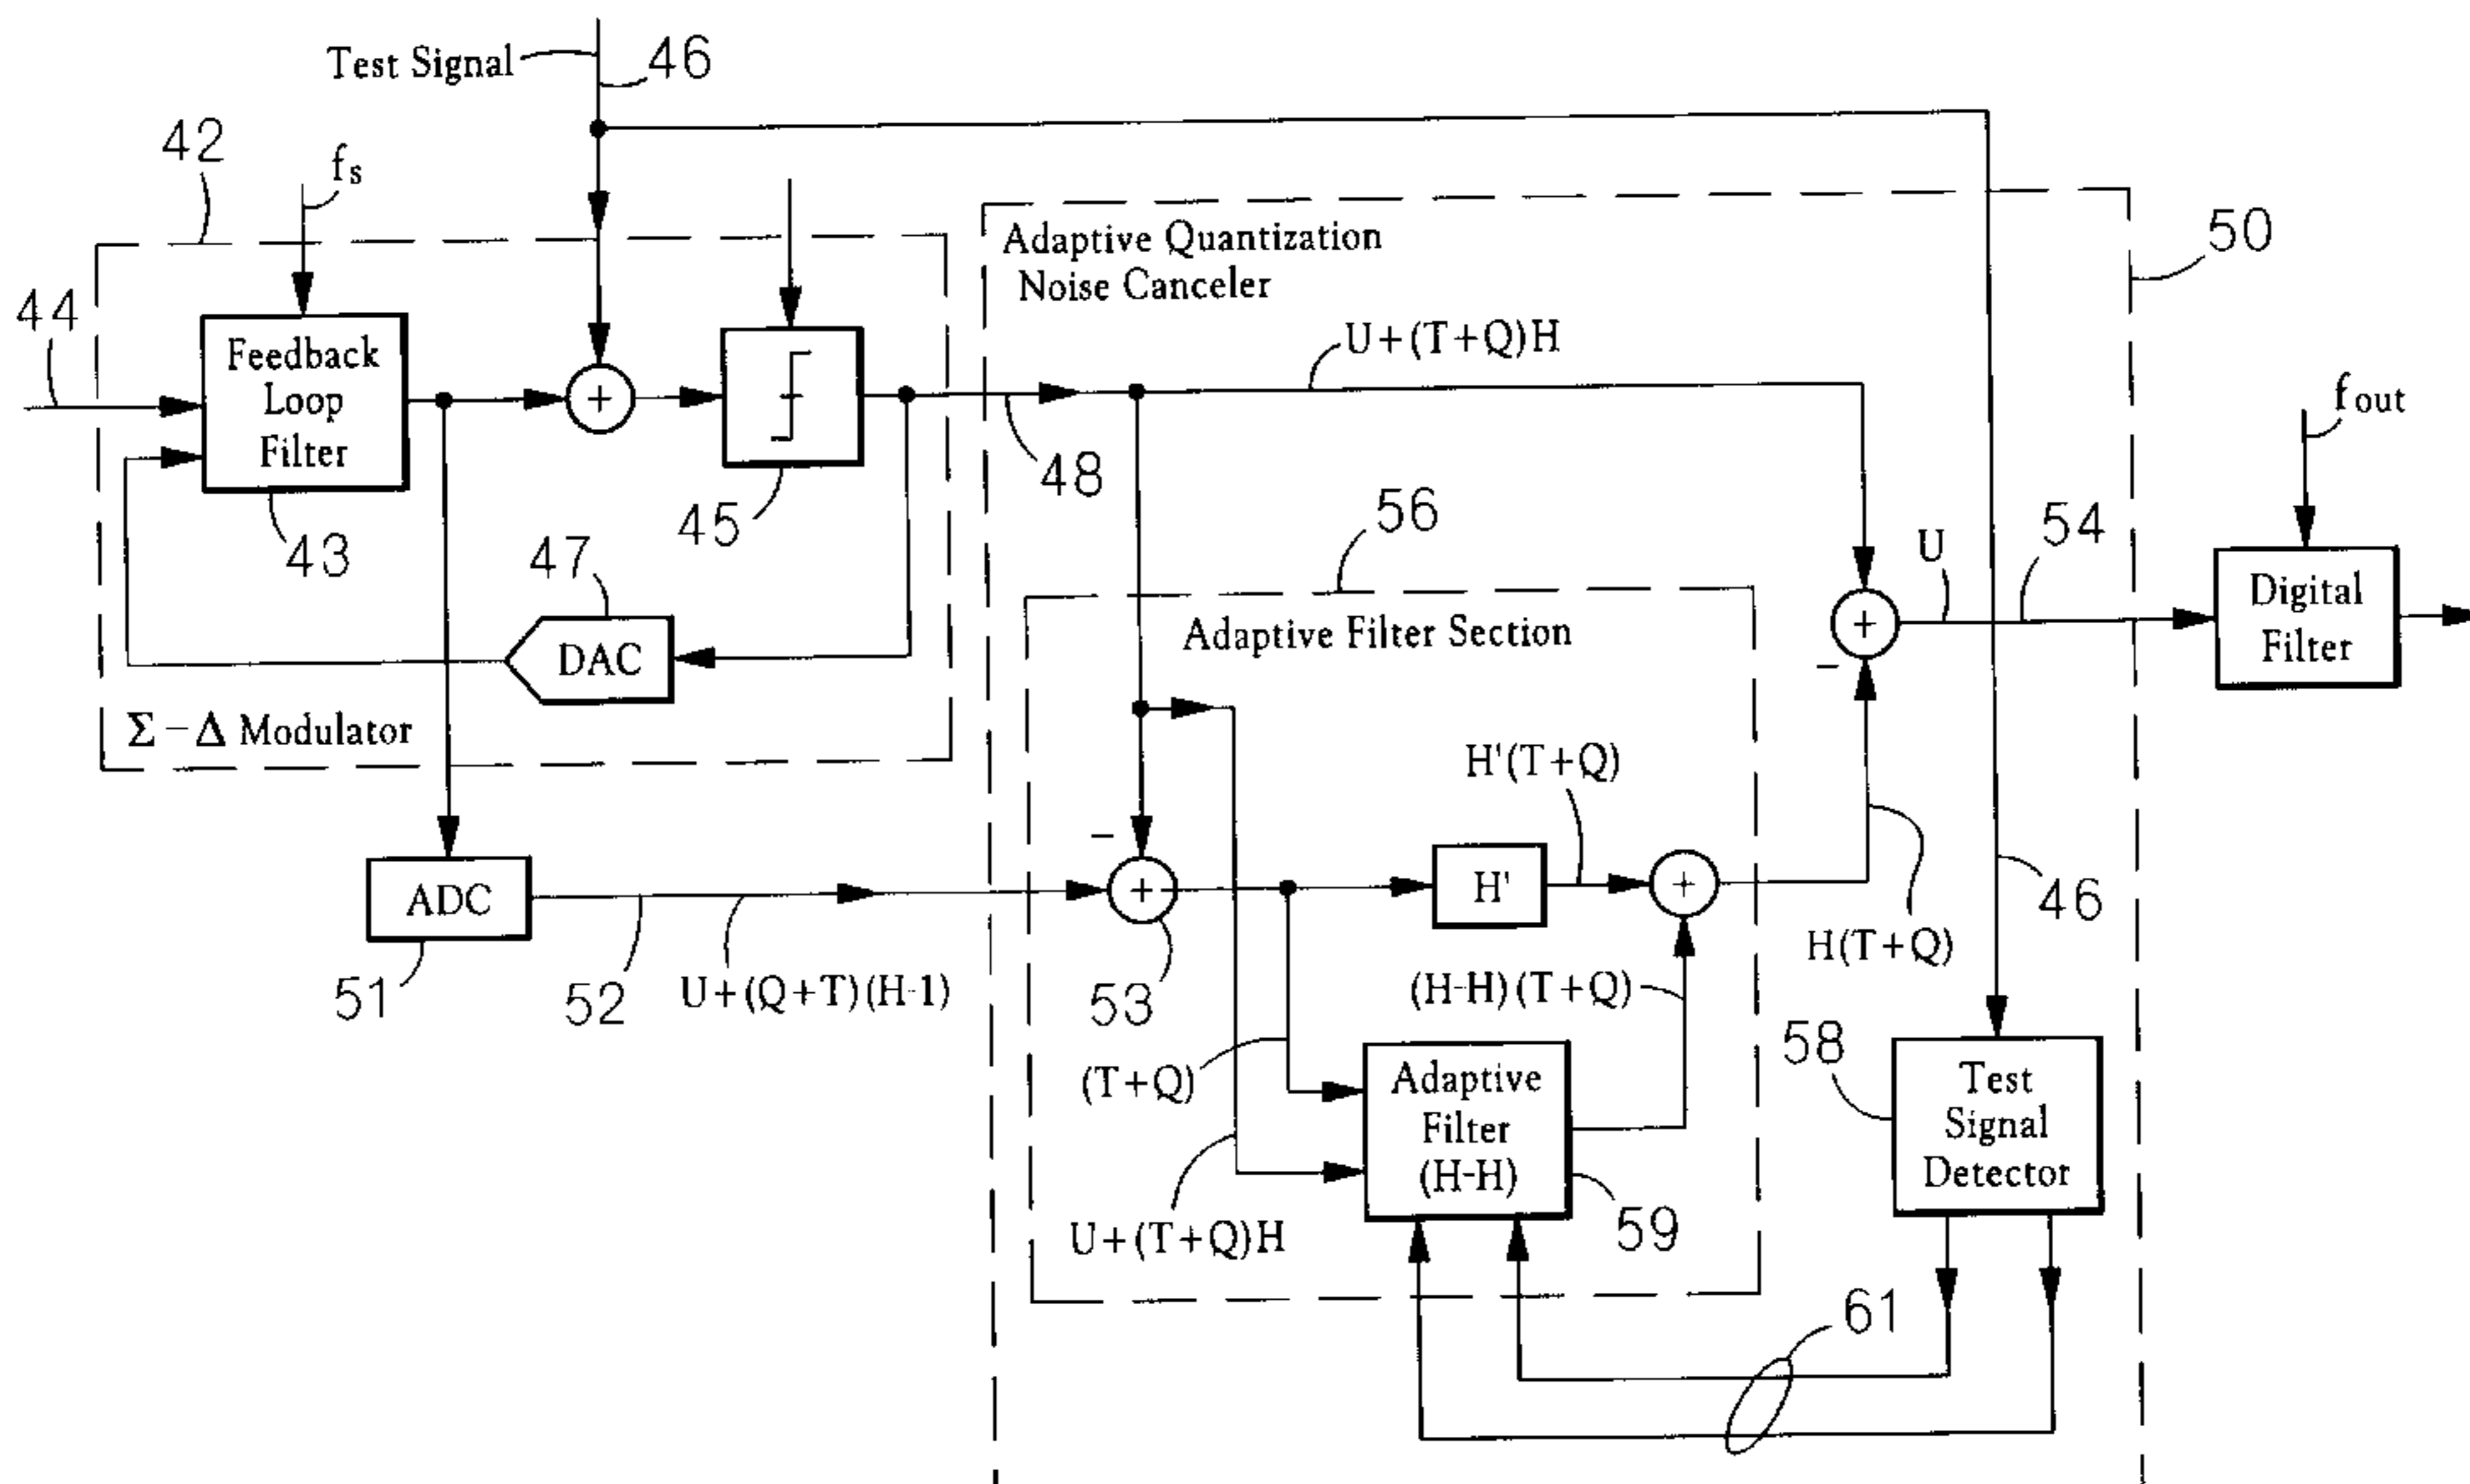 Test Signal
46
42
fs
Adaptive Quantization
Noise Canceler
50
44
Feedback
Loop
Filter
+
U+(T+Q)H
fout
48
43
45
56
47
DAC
U
54
+
-
Digital
Filter
Adaptive Filter Section
Σ-Δ Modulator
H'(T+Q)
-
ADC
+
H'
+
46
51
52
U+(Q+T)(H-1)
53
(H-H)(T+Q)
H(T+Q)
58
(T+Q)
Adaptive
Filter
(H-H)
Test
Signal
Detector
U+(T+Q)H
59
61